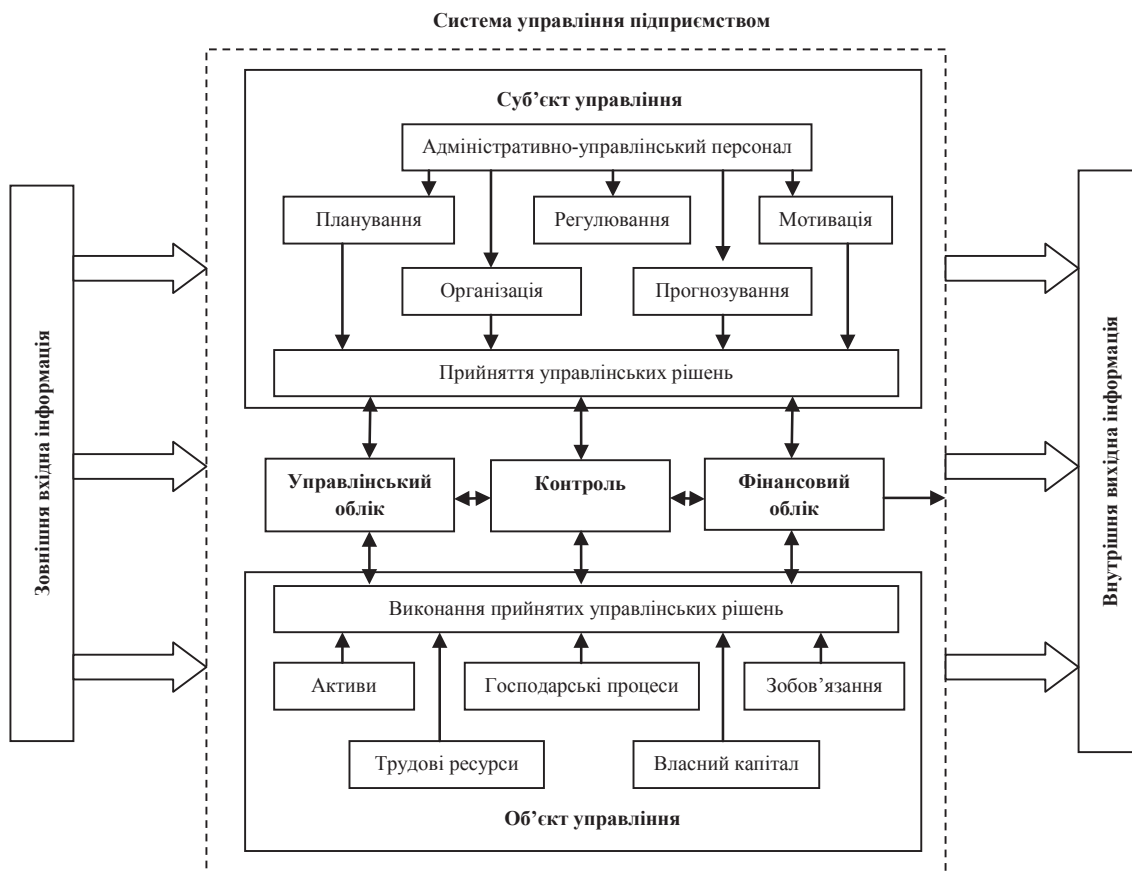 Система управління підприємством
Суб’єкт управління
Адміністративно-управлінський персонал
Планування
Регулювання
Мотивація
Організація
Прогнозування
Прийняття управлінських рішень
Зовнішня вхідна інформація
Управлінський
облік
Контроль
Фінансовий
облік
Внутрішня вихідна інформація
Виконання прийнятих управлінських рішень
Активи
Господарські процеси
Зобов’язання
Трудові ресурси
Власний капітал
Об’єкт управління